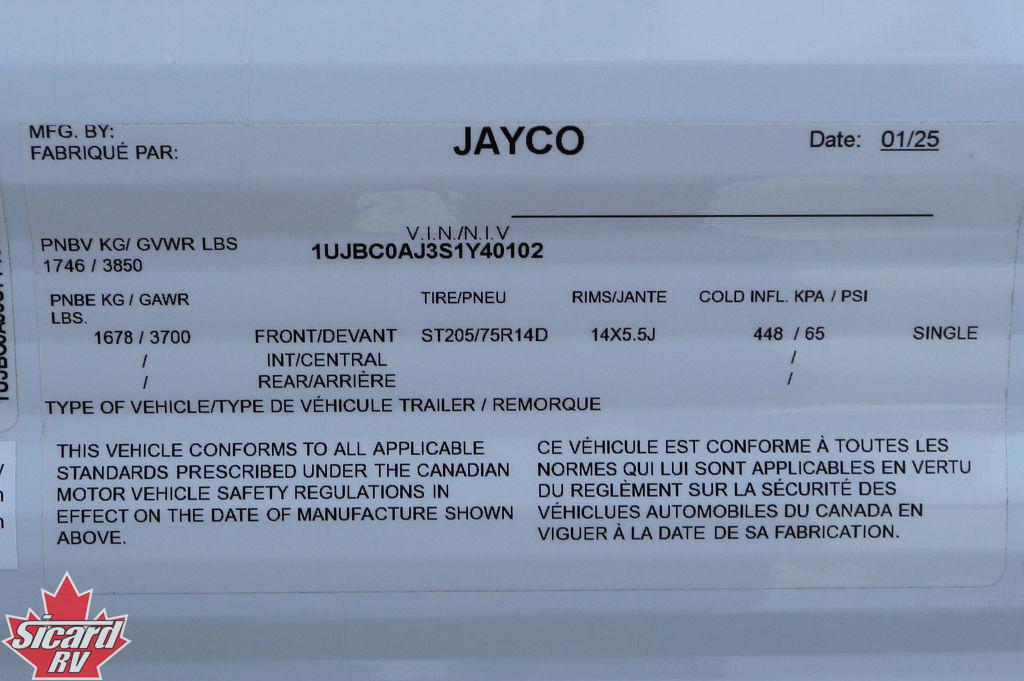 MFG. BY:
FABRIQUÉ PAR:
JAYCO
Date: 01/25
V.I.N./N.I.V
1UJBC0AJ3S1Y40102
PNBV KG/ GVWR LBS
1746 / 3850
PNBE KG / GAWR
LBS.
TIRE/PNEU RIMS/JANTE COLD INFL. KPA / PSI
1678 / 3700 FRONT/DEVANT ST205/75R14D 14X5.5J 448 / 65 SINGLE
/ INT/CENTRAL /
/ REAR/ARRIÈRE /
TYPE OF VEHICLE/TYPE DE VÉHICULE TRAILER / REMORQUE
THIS VEHICLE CONFORMS TO ALL APPLICABLE
STANDARDS PRESCRIBED UNDER THE CANADIAN
MOTOR VEHICLE SAFETY REGULATIONS IN
EFFECT ON THE DATE OF MANUFACTURE SHOWN
ABOVE.
CE VÉHICULE EST CONFORME À TOUTES LES
NORMES QUI LUI SONT APPLICABLES EN VERTU
DU REGLÈMENT SUR LA SÉCURITÉ DES
VÉHICLUES AUTOMOBILES DU CANADA EN
VIGUER À LA DATE DE SA FABRICATION.
Sicard
RV